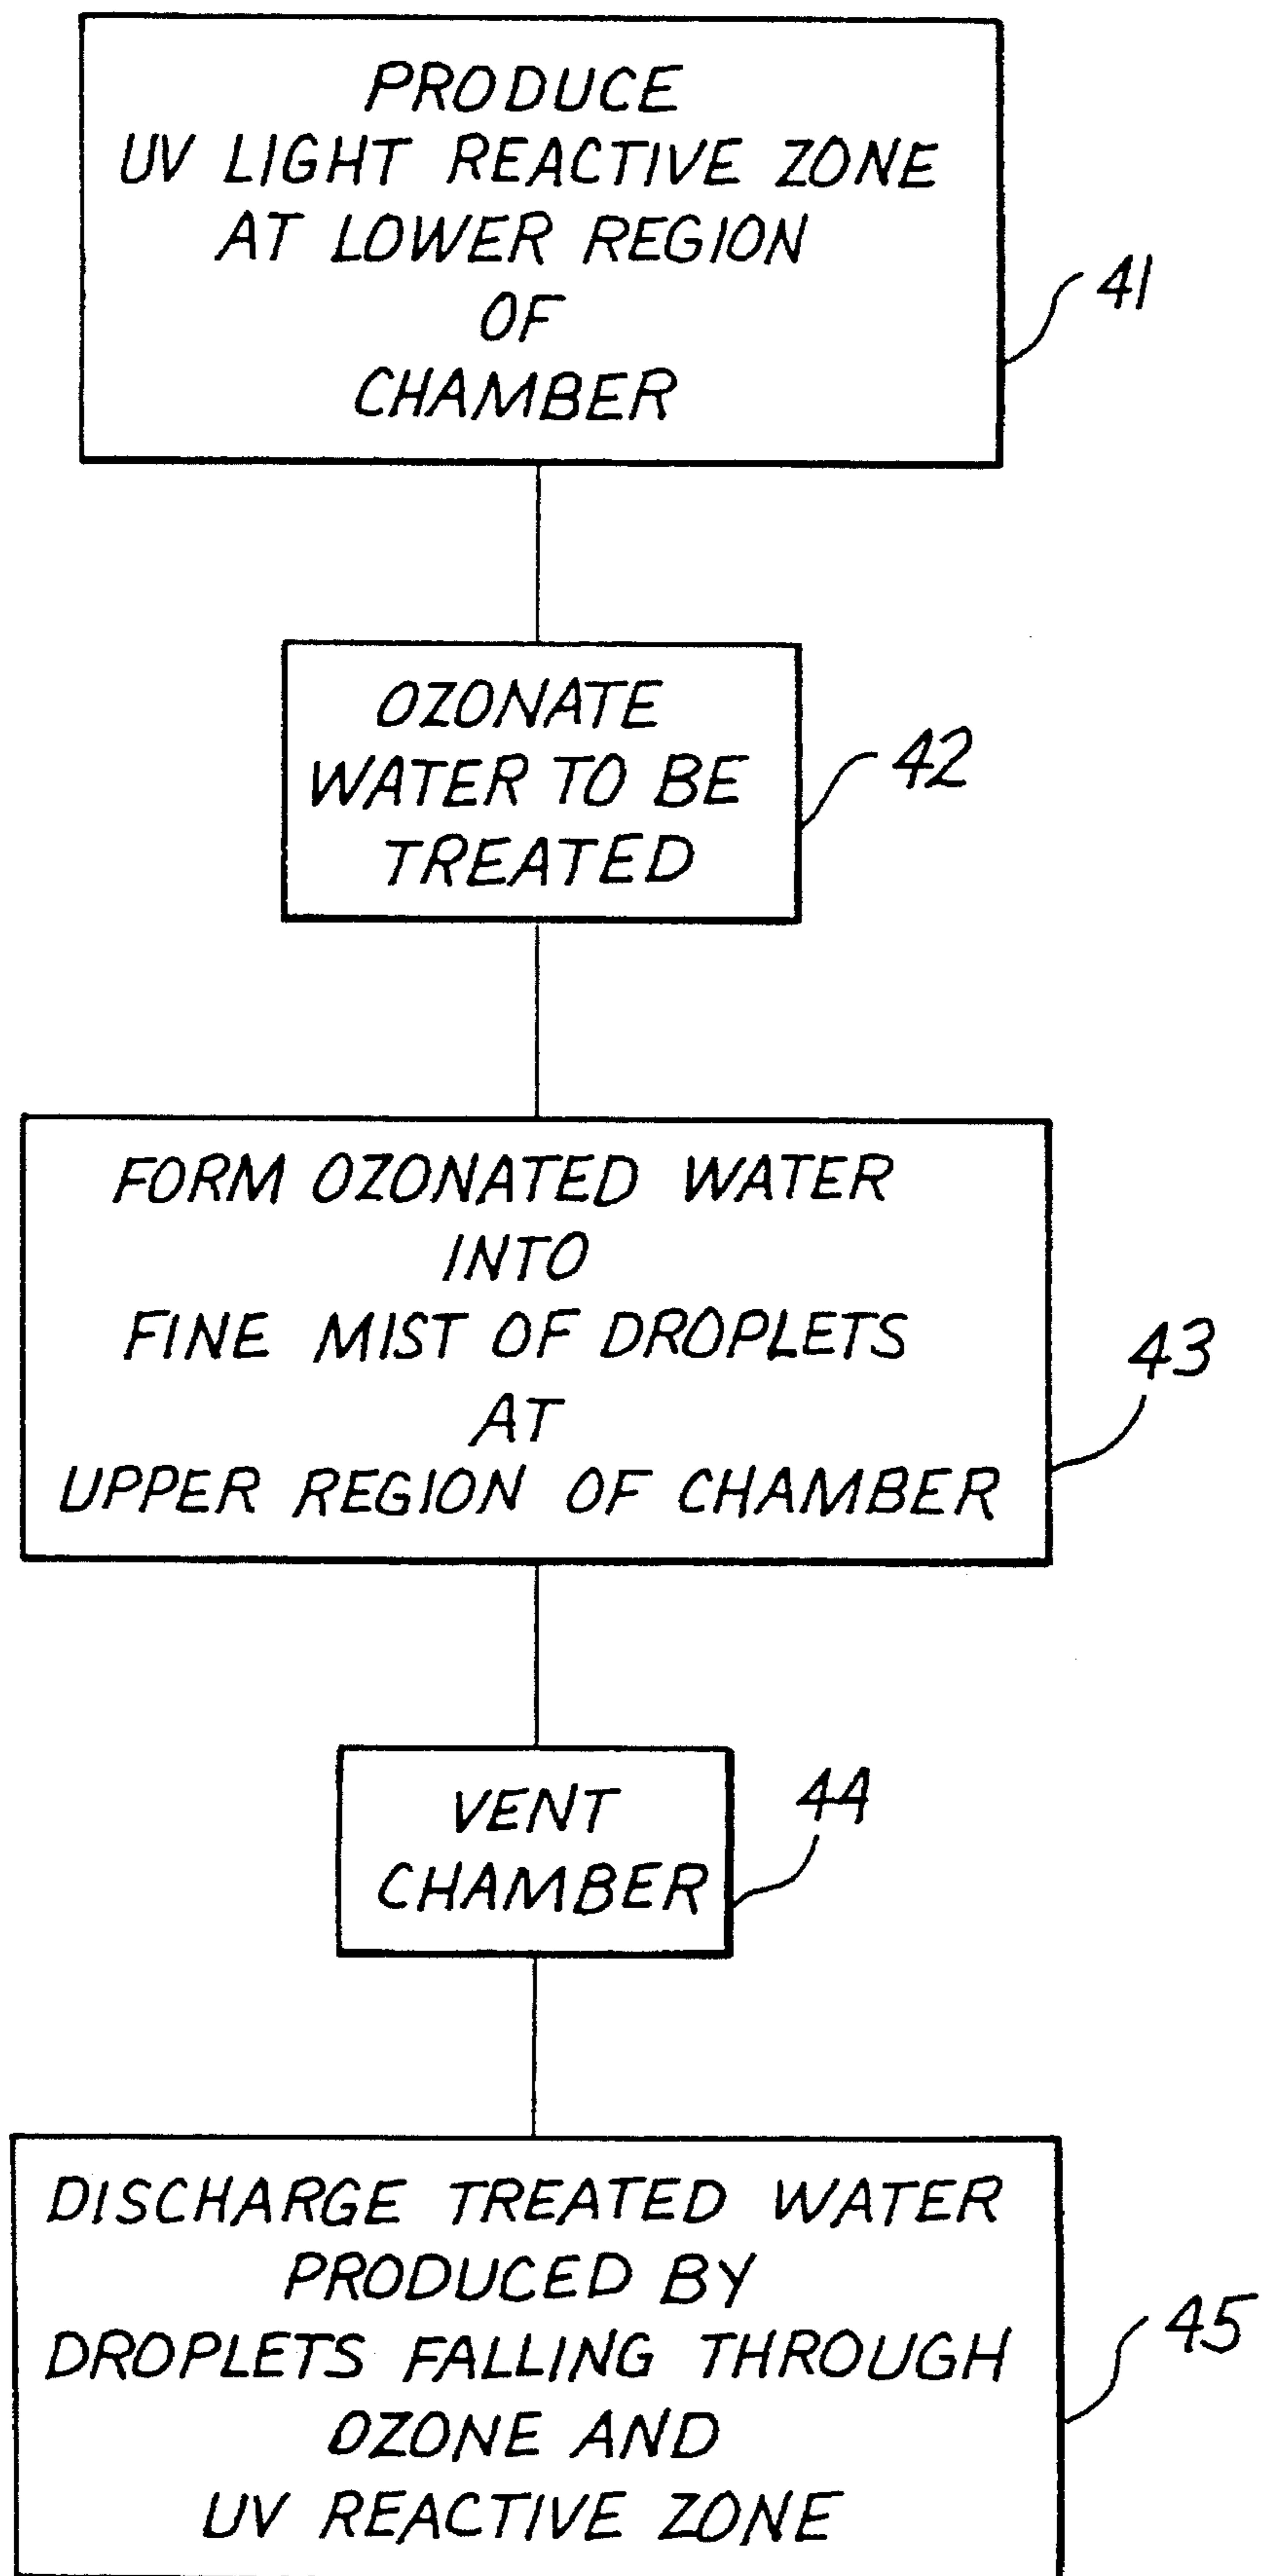 PRODUCE
UV LIGHT REACTIVE ZONE
AT LOWER REGION
OF
CHAMBER
41
OZONATE
WATER TO BE
TREATED
42
FORM OZONATED WATER
INTO
FINE MIST OF DROPLETS
AT
UPPER REGION OF CHAMBER
43
VENT
CHAMBER
44
DISCHARGE TREATED WATER
PRODUCED BY
DROPLETS FALLING THROUGH
OZONE AND
UV REACTIVE ZONE
45